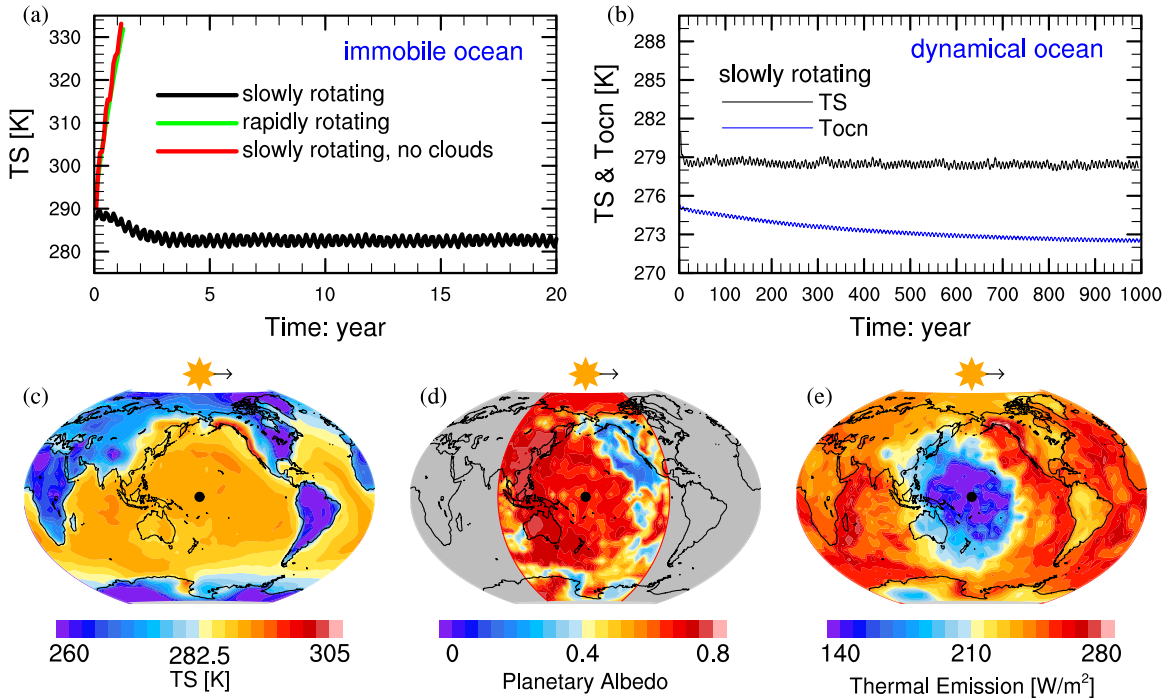 (a)
immobile ocean
slowly rotating
rapidly rotating
slowly rotating, no clouds
TS [K]
330
320
310
300
290
280
0 5 10 15 20
Time: year
(b)
dynamical ocean
slowly rotating
TS
Tocn
TS & Tocn [K]
288
285
282
279
276
273
270
0 100 200 300 400 500 600 700 800 900 1000
Time: year
(c)
260 282.5 305
TS [K]
(d)
0 0.4 0.8
Planetary Albedo
(e)
140 210 280
Thermal Emission [W/m²]